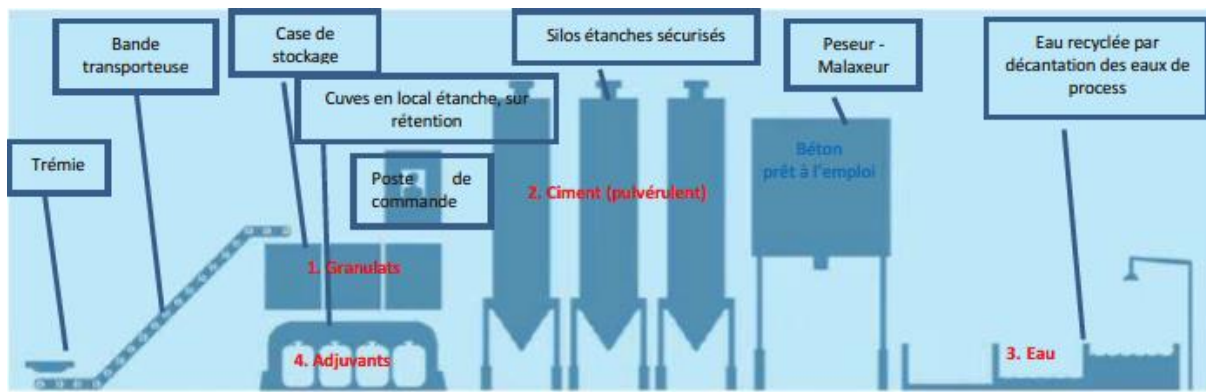 Bande
transporteuse
Case de
stockage
Silos étanches sécurisés
Peseur -
Malaxeur
Eau recyclée par
décantation des eaux de
process
Cuves en local étanche, sur
rétention
Trémie
Poste de
commande
Béton
prêt à l'emploi
2. Ciment (pulvérulent)
1. Granulats
4. Adjuvants
3. Eau